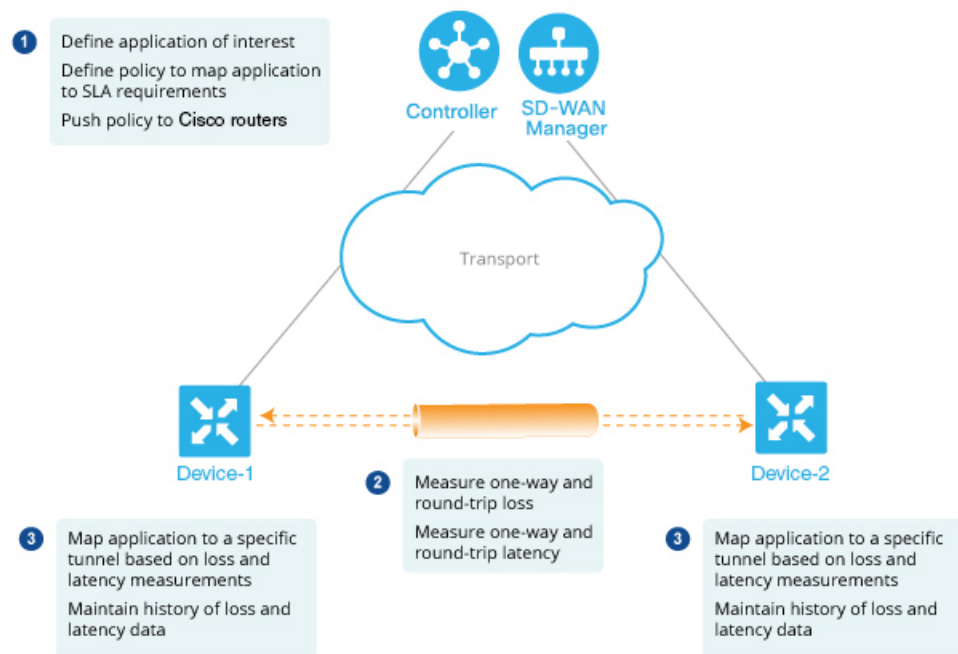 1
Define application of interest
Define policy to map application
to SLA requirements
Push policy to Cisco routers
Controller
SD-WAN
Manager
Transport
Device-1
Device-2
2
Measure one-way and
round-trip loss
Measure one-way and
round-trip latency
3
Map application to a specific
tunnel based on loss and
latency measurements
Maintain history of loss and
latency data
3
Map application to a specific
tunnel based on loss and
latency measurements
Maintain history of loss and
latency data